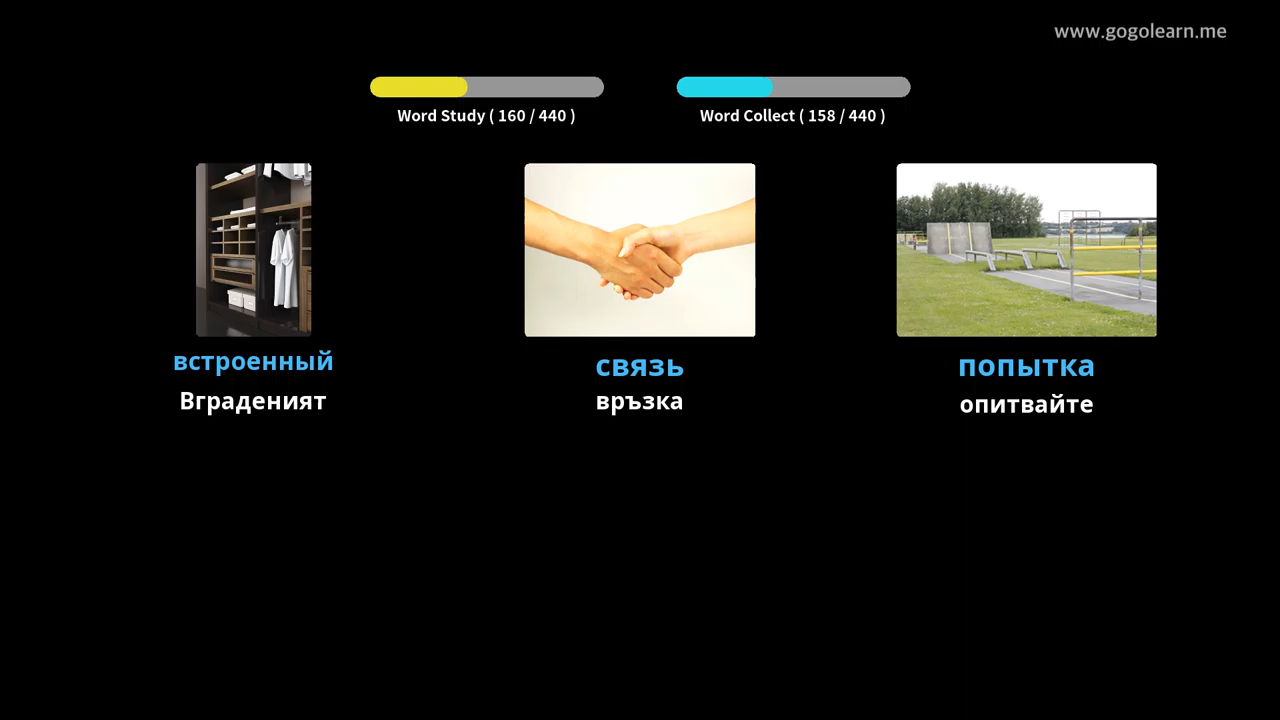 www.gogolearn.me
Word Study ( 160 / 440 )
Word Collect ( 158 / 440 )
встроенный
Вграденият
связь
връзка
попытка
опитвайте